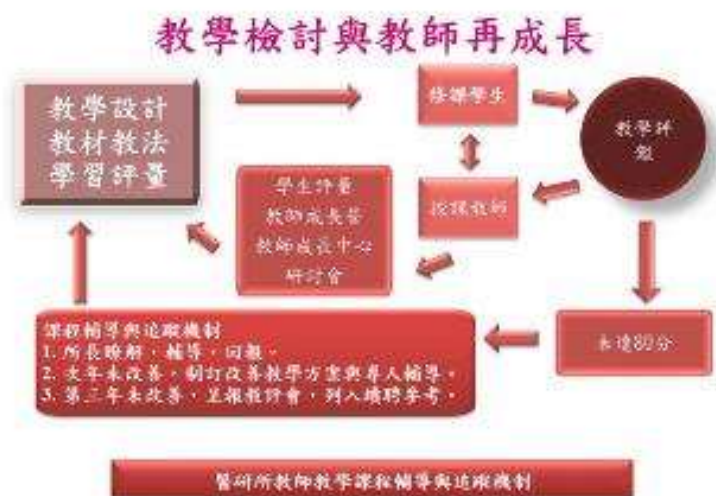 教學檢討與教師再成長
教學設計
教材教法
學習評量
修課學生
教學評
鑑
學生評量
教師成長營
教師成長中心
研討會
授課教師
未達80分
課程輔導與追蹤機制
1. 所長瞭解，輔導，回報。
2. 次年未改善，制訂改善教學方案與專人輔導。
3. 第三年未改善，呈報教評會，列入續聘參考。
醫研所教師教學課程輔導與追蹤機制